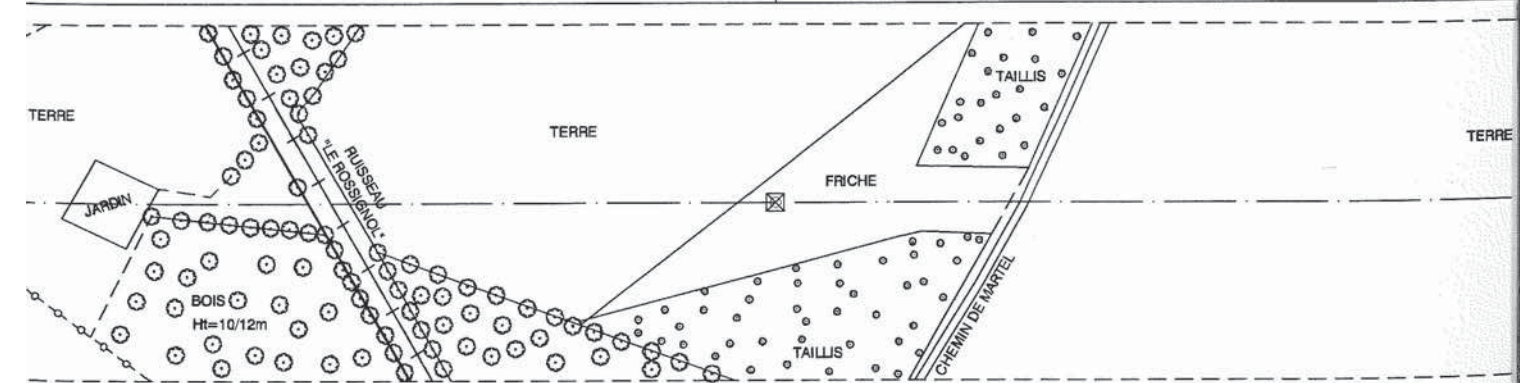 TERRE
JARDIN
BOIS
Ht=10/12m
RUISSEAU
"LE ROSSIGNOL"
TERRE
FRICHE
TAILLIS
TAILLIS
CHEMIN DE MARTEL
TERRE